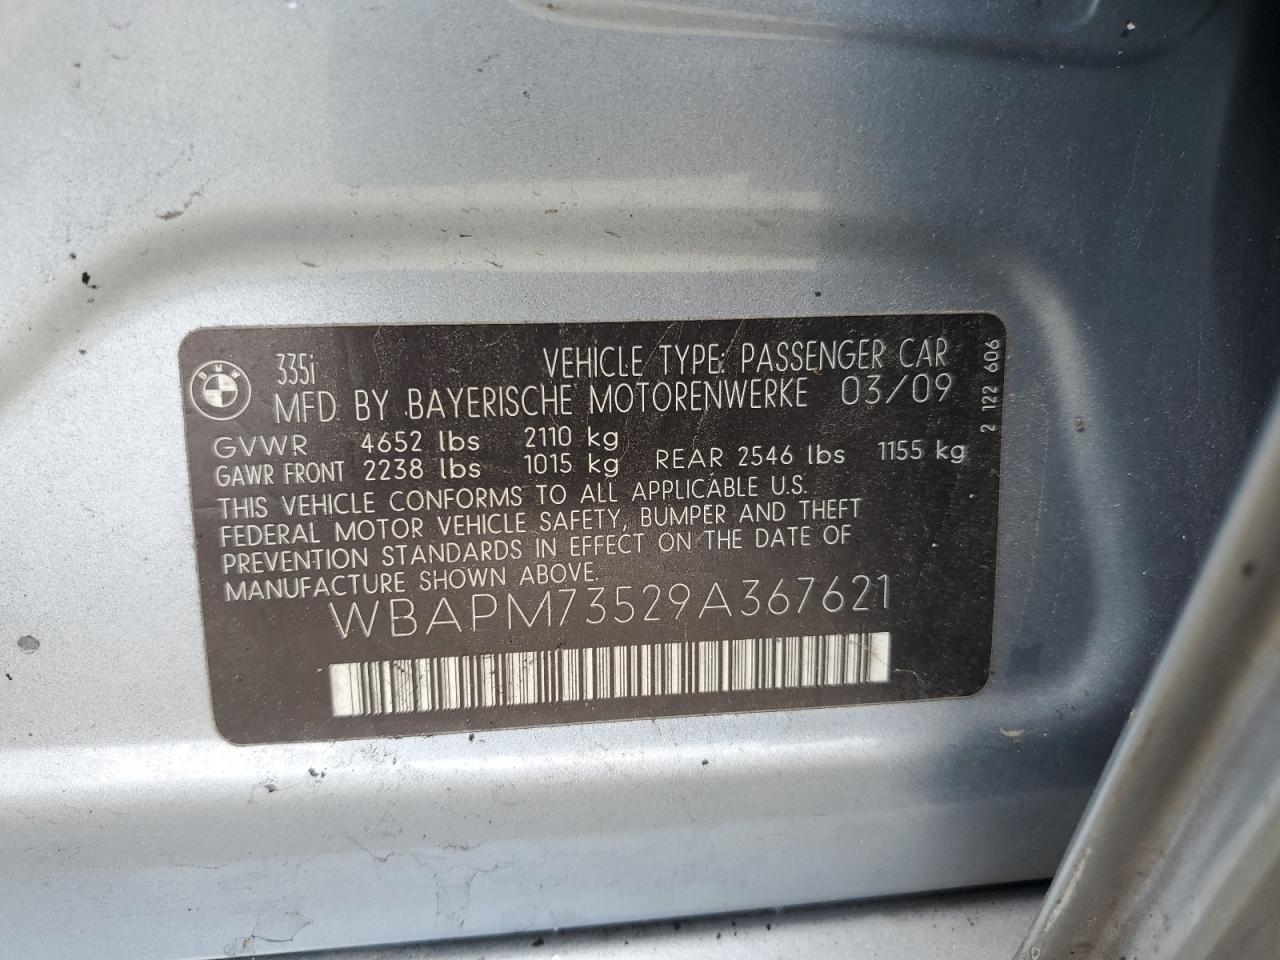 BMW
335i VEHICLE TYPE: PASSENGER CAR
MFD. BY BAYERISCHE MOTORENWERKE 03/09
GVWR 4652 lbs 2110 kg
GAWR FRONT 2238 lbs 1015 kg REAR 2546 lbs 1155 kg
THIS VEHICLE CONFORMS TO ALL APPLICABLE U.S.
FEDERAL MOTOR VEHICLE SAFETY, BUMPER AND THEFT
PREVENTION STANDARDS IN EFFECT ON THE DATE OF
MANUFACTURE SHOWN ABOVE.
WBAPM73529A367621
2 122 606